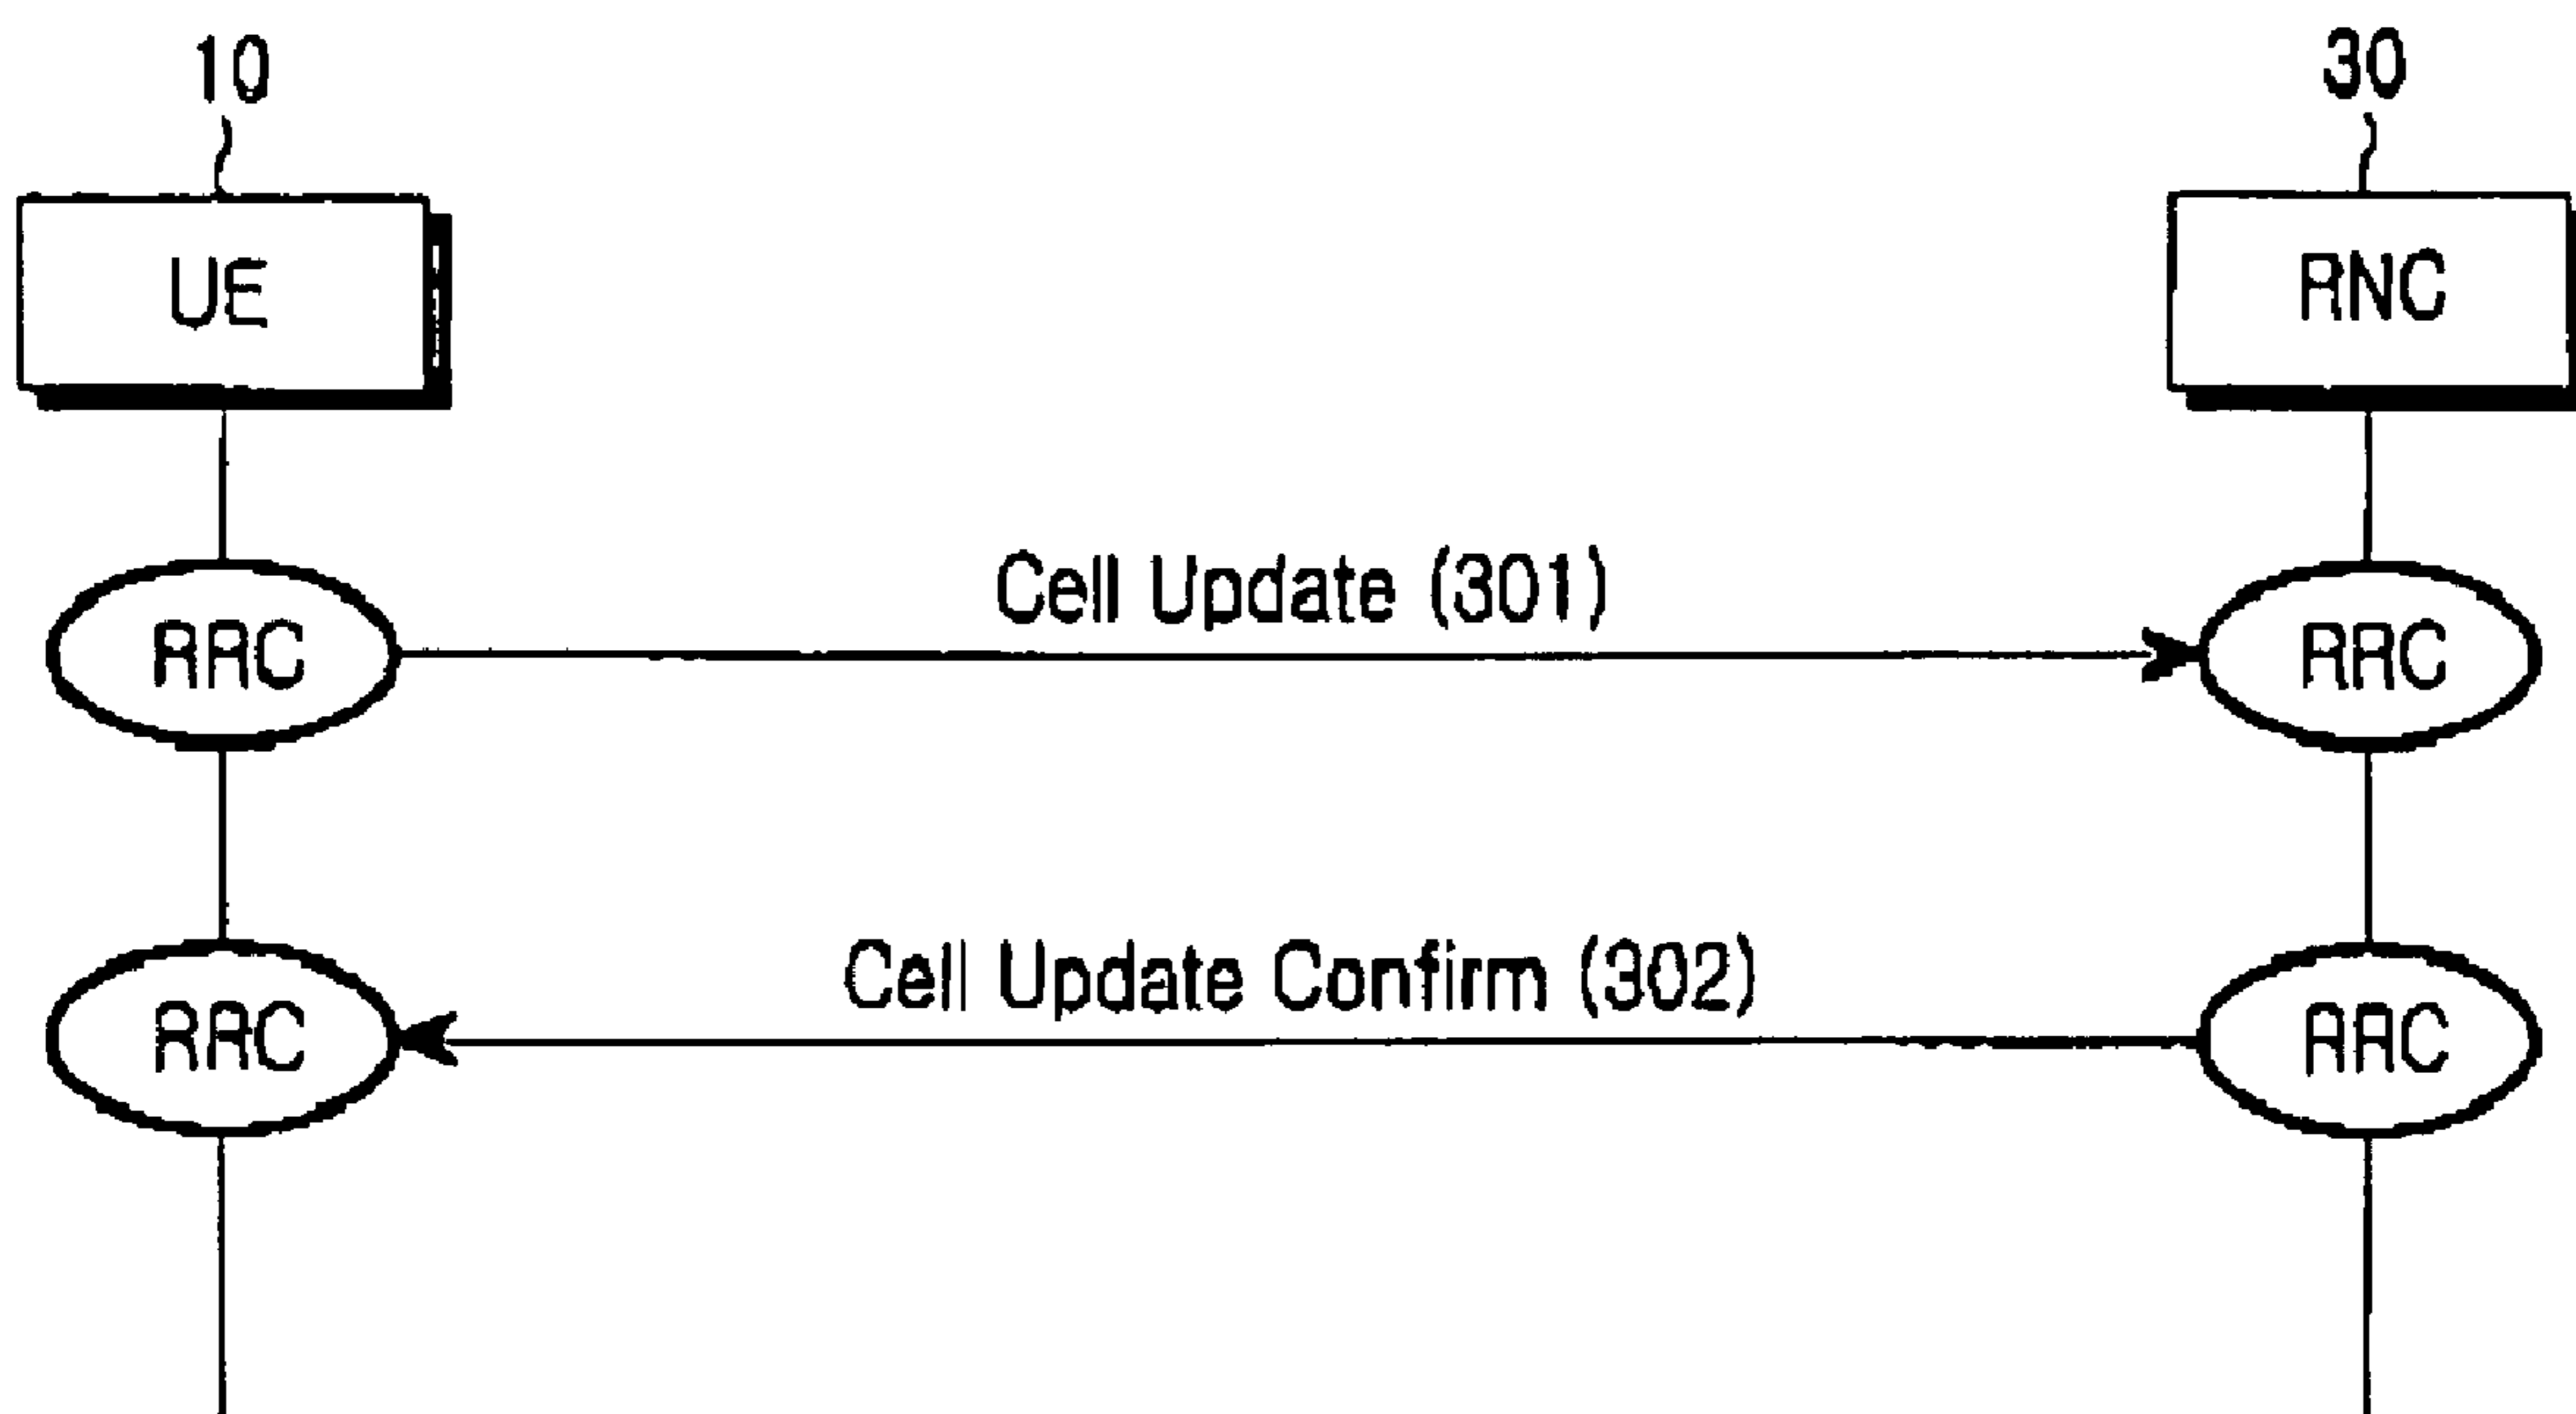 10
30
UE
RNC
Cell Update (301)
RRC
RRC
Cell Update Confirm (302)
RRC
RRC